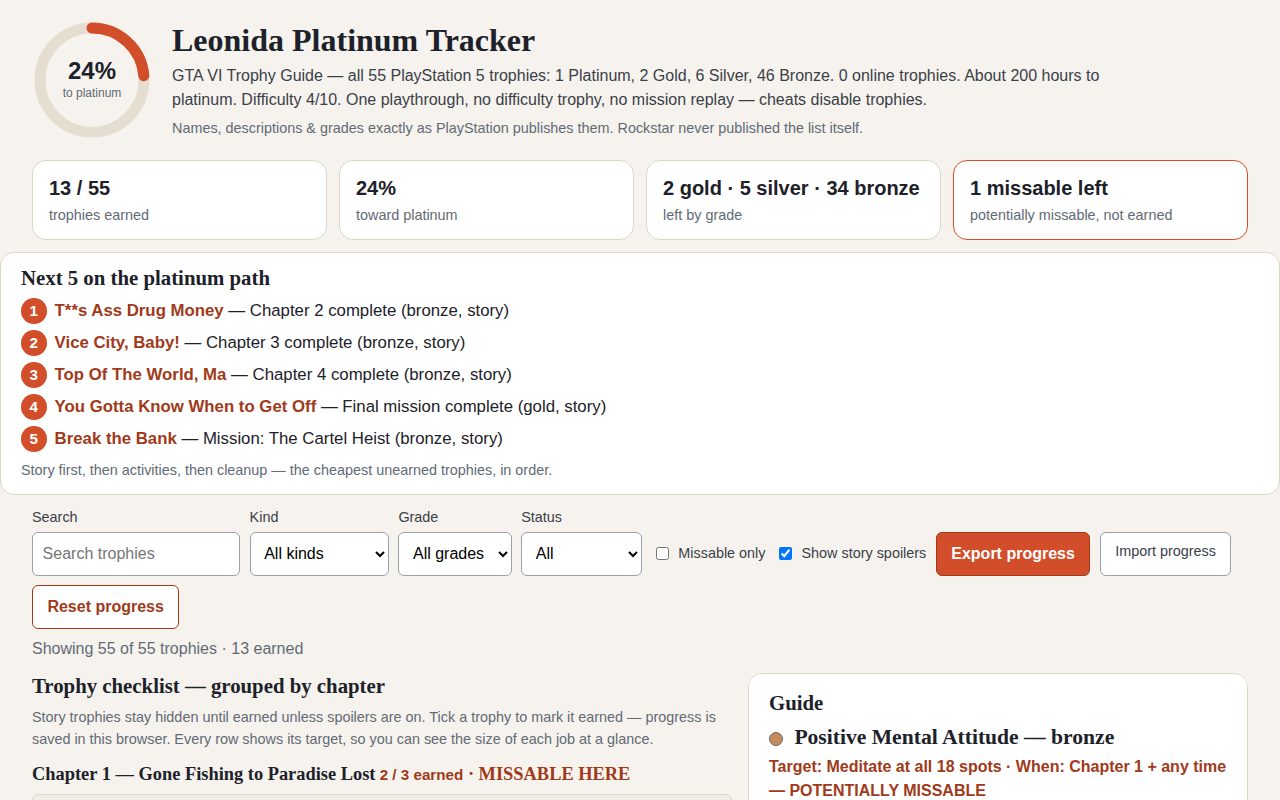 24%
to platinum
Leonida Platinum Tracker
GTA VI Trophy Guide — all 55 PlayStation 5 trophies: 1 Platinum, 2 Gold, 6 Silver, 46 Bronze. 0 online trophies. About 200 hours to
platinum. Difficulty 4/10. One playthrough, no difficulty trophy, no mission replay — cheats disable trophies.
Names, descriptions & grades exactly as PlayStation publishes them. Rockstar never published the list itself.
13 / 55
trophies earned
24%
toward platinum
2 gold · 5 silver · 34 bronze
left by grade
1 missable left
potentially missable, not earned
Next 5 on the platinum path
1 T**s Ass Drug Money — Chapter 2 complete (bronze, story)
2 Vice City, Baby! — Chapter 3 complete (bronze, story)
3 Top Of The World, Ma — Chapter 4 complete (bronze, story)
4 You Gotta Know When to Get Off — Final mission complete (gold, story)
5 Break the Bank — Mission: The Cartel Heist (bronze, story)
Story first, then activities, then cleanup — the cheapest unearned trophies, in order.
Search Kind Grade Status
Search trophies All kinds All grades All Missable only Show story spoilers Export progress Import progress
Reset progress
Showing 55 of 55 trophies · 13 earned
Trophy checklist — grouped by chapter
Story trophies stay hidden until earned unless spoilers are on. Tick a trophy to mark it earned — progress is
saved in this browser. Every row shows its target, so you can see the size of each job at a glance.
Chapter 1 — Gone Fishing to Paradise Lost 2 / 3 earned · MISSABLE HERE
Guide
Positive Mental Attitude — bronze
Target: Meditate at all 18 spots · When: Chapter 1 + any time
— POTENTIALLY MISSABLE